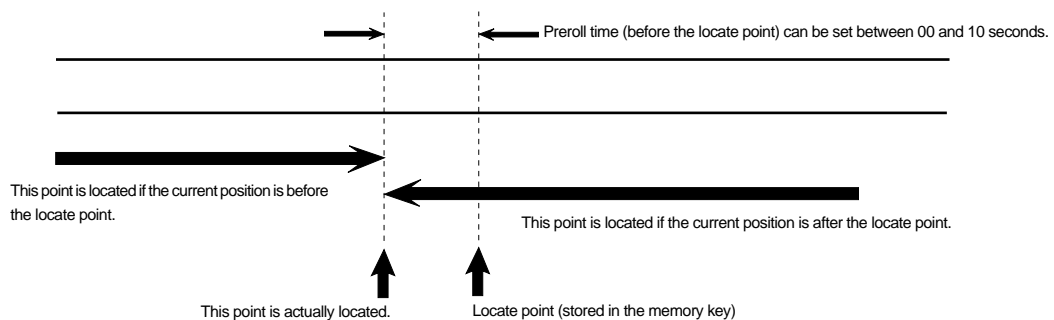 Preroll time (before the locate point) can be set between 00 and 10 seconds.
This point is located if the current position is before
the locate point.
This point is located if the current position is after the locate point.
This point is actually located.
Locate point (stored in the memory key)